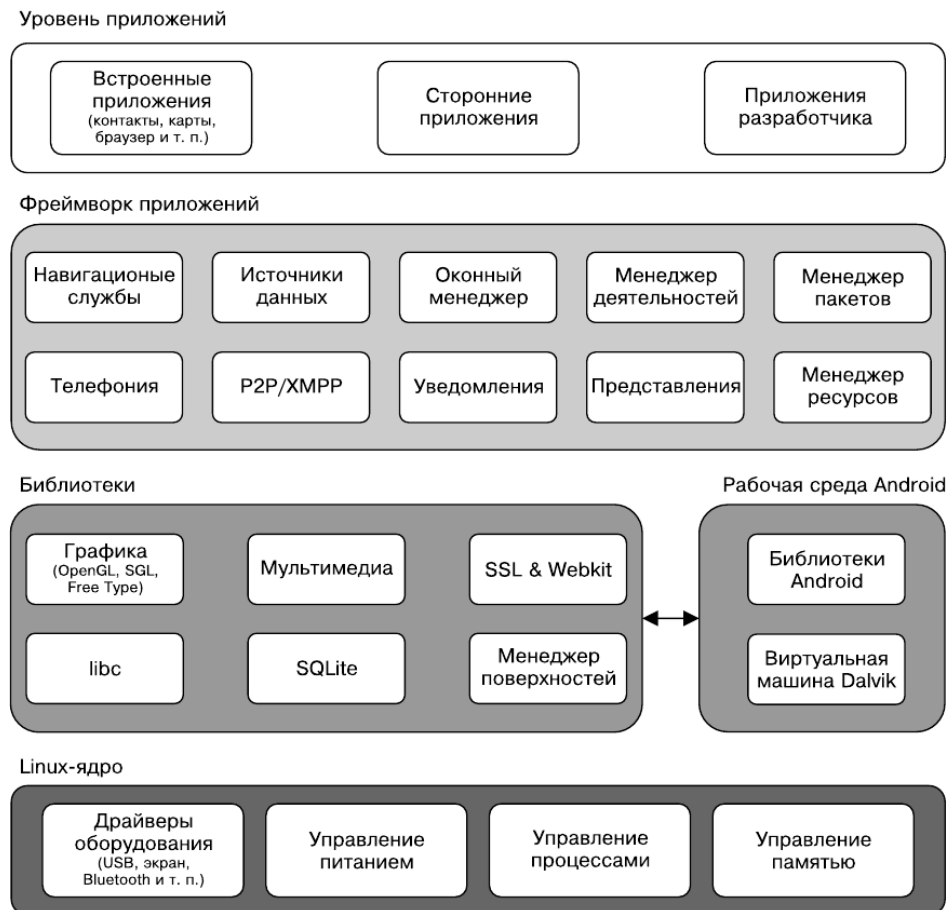 Уровень приложений
Встроенные
приложения
(контакты, карты,
браузер и т. п.)
Сторонние
приложения
Приложения
разработчика
Фреймворк приложений
Навигационые
службы
Источники
данных
Оконный
менеджер
Менеджер
деятельностей
Менеджер
пакетов
Телефония
P2P/XMPP
Уведомления
Представления
Менеджер
ресурсов
Библиотеки
Графика
(OpenGL, SGL,
Free Type)
Мультимедиа
SSL & Webkit
libc
SQLite
Менеджер
поверхностей
Рабочая среда Android
Библиотеки
Android
Виртуальная
машина Dalvik
Linux-ядро
Драйверы
оборудования
(USB, экран,
Bluetooth и т. п.)
Управление
питанием
Управление
процессами
Управление
памятью